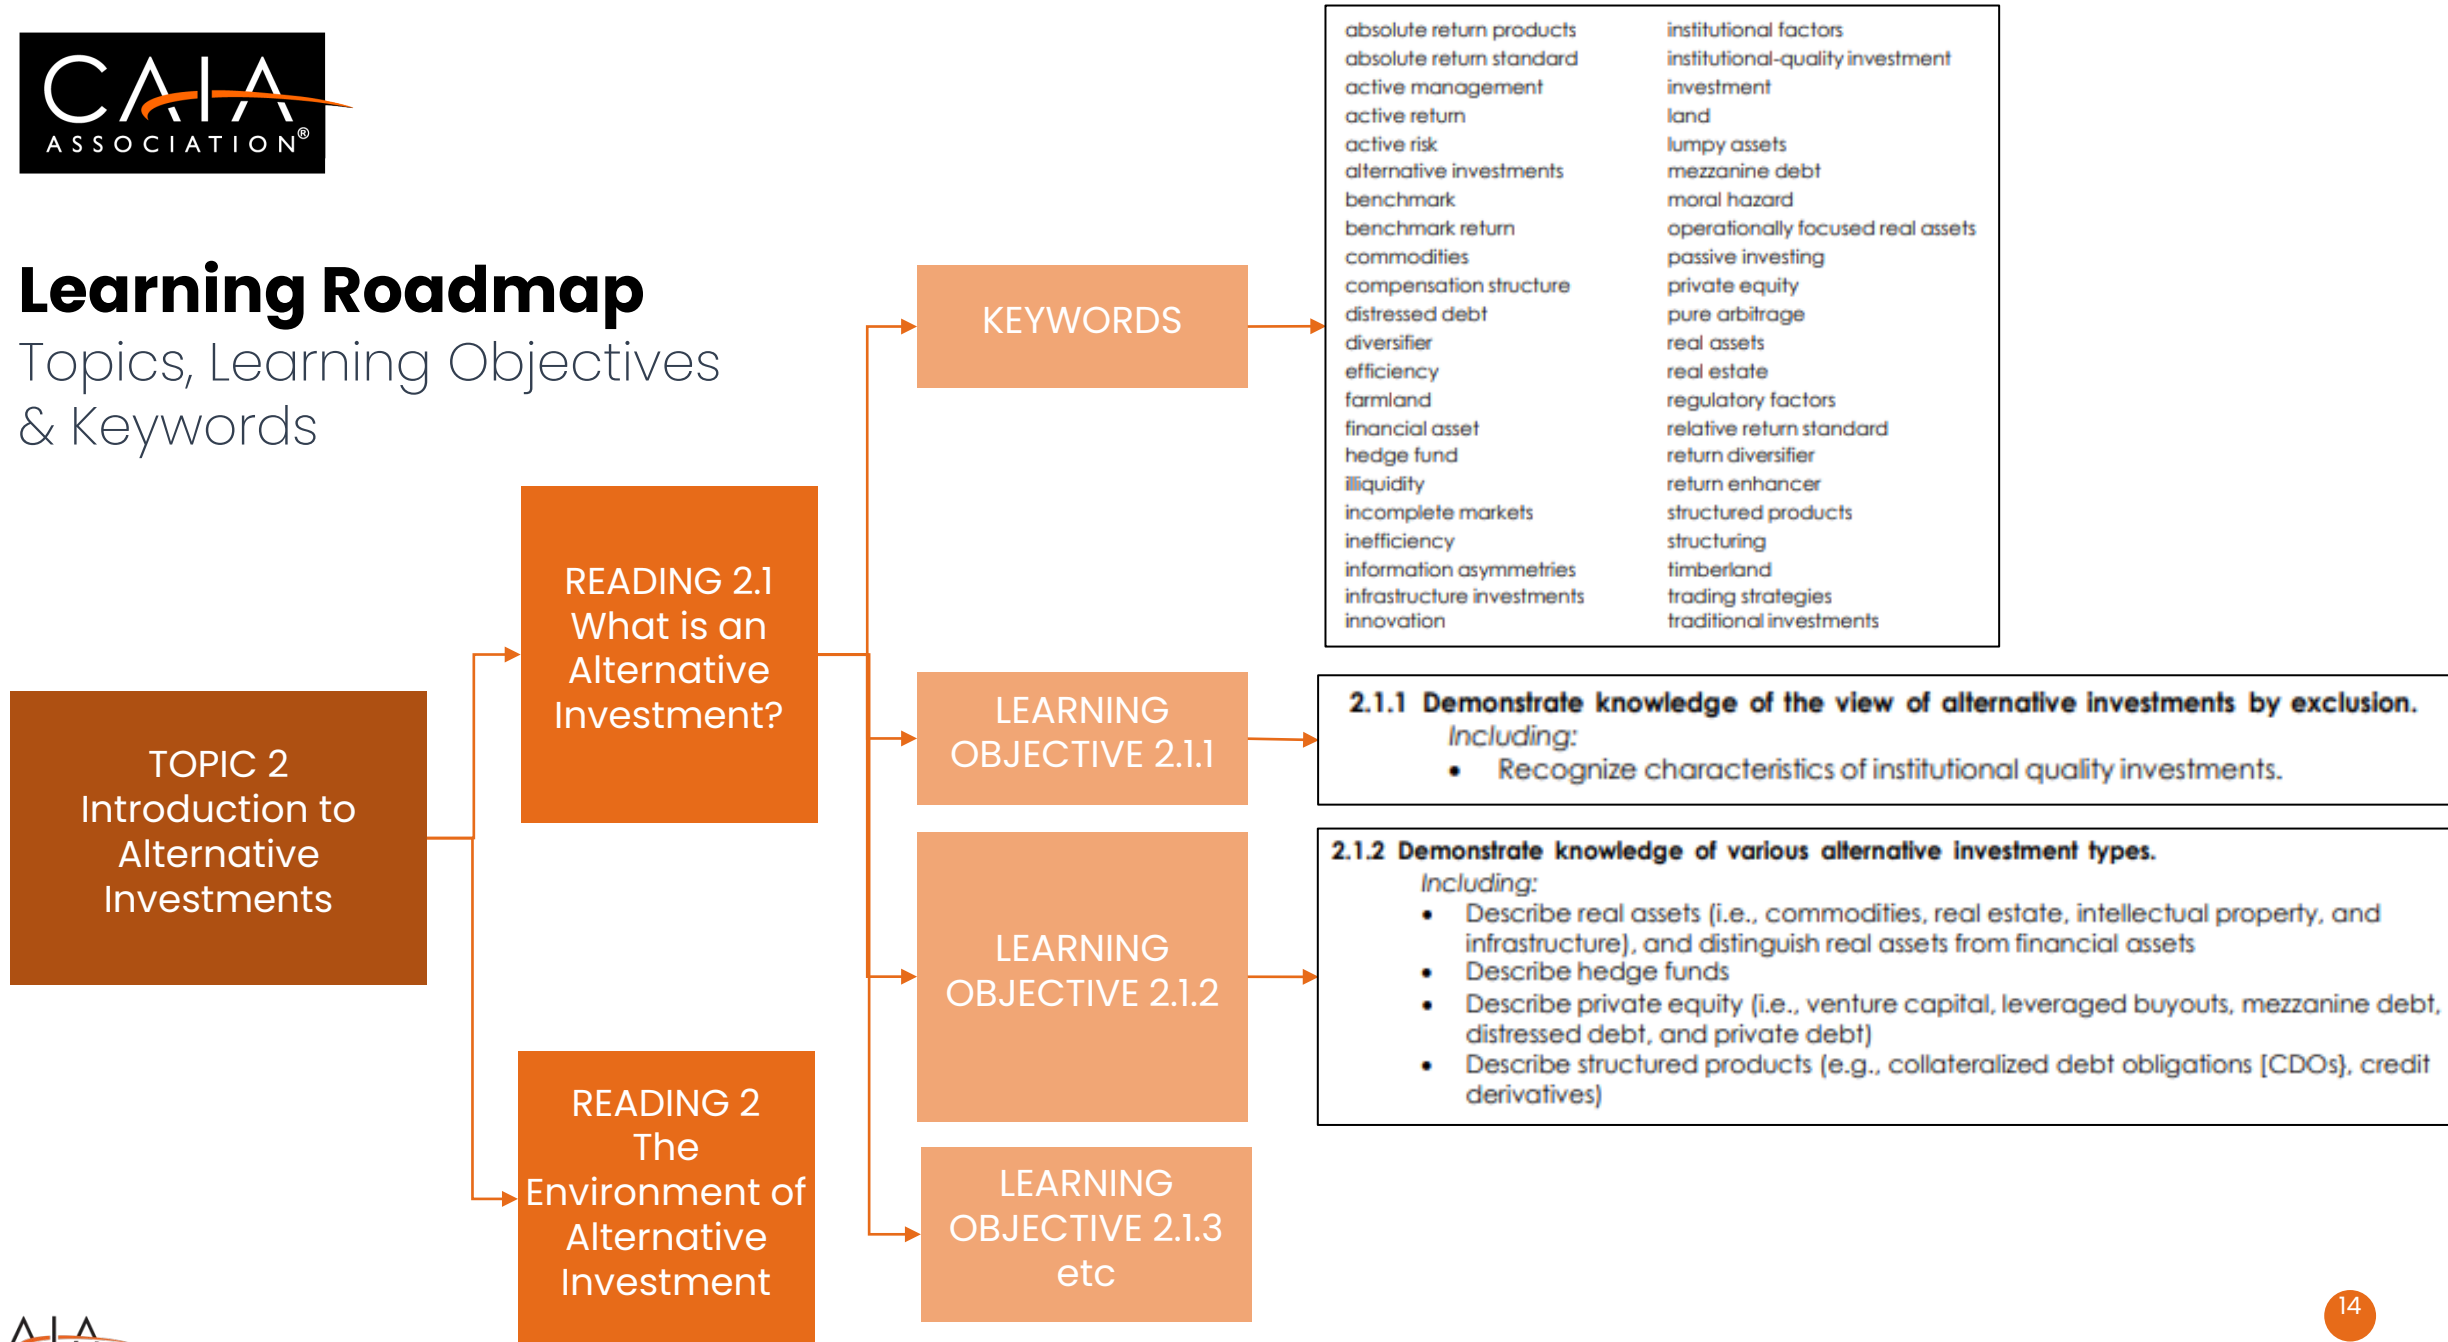 CAIA
ASSOCIATION®
Learning Roadmap
Topics, Learning Objectives
& Keywords
TOPIC 2
Introduction to
Alternative
Investments
READING 2.1
What is an
Alternative
Investment?
READING 2
The
Environment of
Alternative
Investment
KEYWORDS
absolute return products
absolute return standard
active management
active return
active risk
alternative investments
benchmark
benchmark return
commodities
compensation structure
distressed debt
diversifier
efficiency
farmland
financial asset
hedge fund
illiquidity
incomplete markets
inefficiency
information asymmetries
infrastructure investments
innovation
institutional factors
institutional-quality investment
investment
land
lumpy assets
mezzanine debt
moral hazard
operationally focused real assets
passive investing
private equity
pure arbitrage
real assets
real estate
regulatory factors
relative return standard
return diversifier
return enhancer
structured products
structuring
timberland
trading strategies
traditional investments
LEARNING
OBJECTIVE 2.1.1
2.1.1 Demonstrate knowledge of the view of alternative investments by exclusion.
Including:
• Recognize characteristics of institutional quality investments.
LEARNING
OBJECTIVE 2.1.2
2.1.2 Demonstrate knowledge of various alternative investment types.
Including:
• Describe real assets (i.e., commodities, real estate, intellectual property, and
infrastructure), and distinguish real assets from financial assets
• Describe hedge funds
• Describe private equity (i.e., venture capital, leveraged buyouts, mezzanine debt,
distressed debt, and private debt)
• Describe structured products (e.g., collateralized debt obligations [CDOs}, credit
derivatives)
LEARNING
OBJECTIVE 2.1.3
etc
14